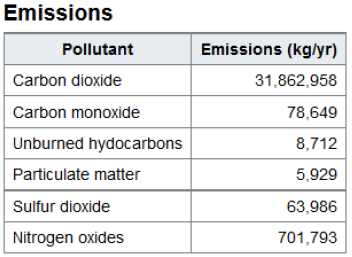 Emissions
Pollutant Emissions (kg/yr)
Carbon dioxide 31,862,958
Carbon monoxide 78,649
Unburned hydocarbons 8,712
Particulate matter 5,929
Sulfur dioxide 63,986
Nitrogen oxides 701,793